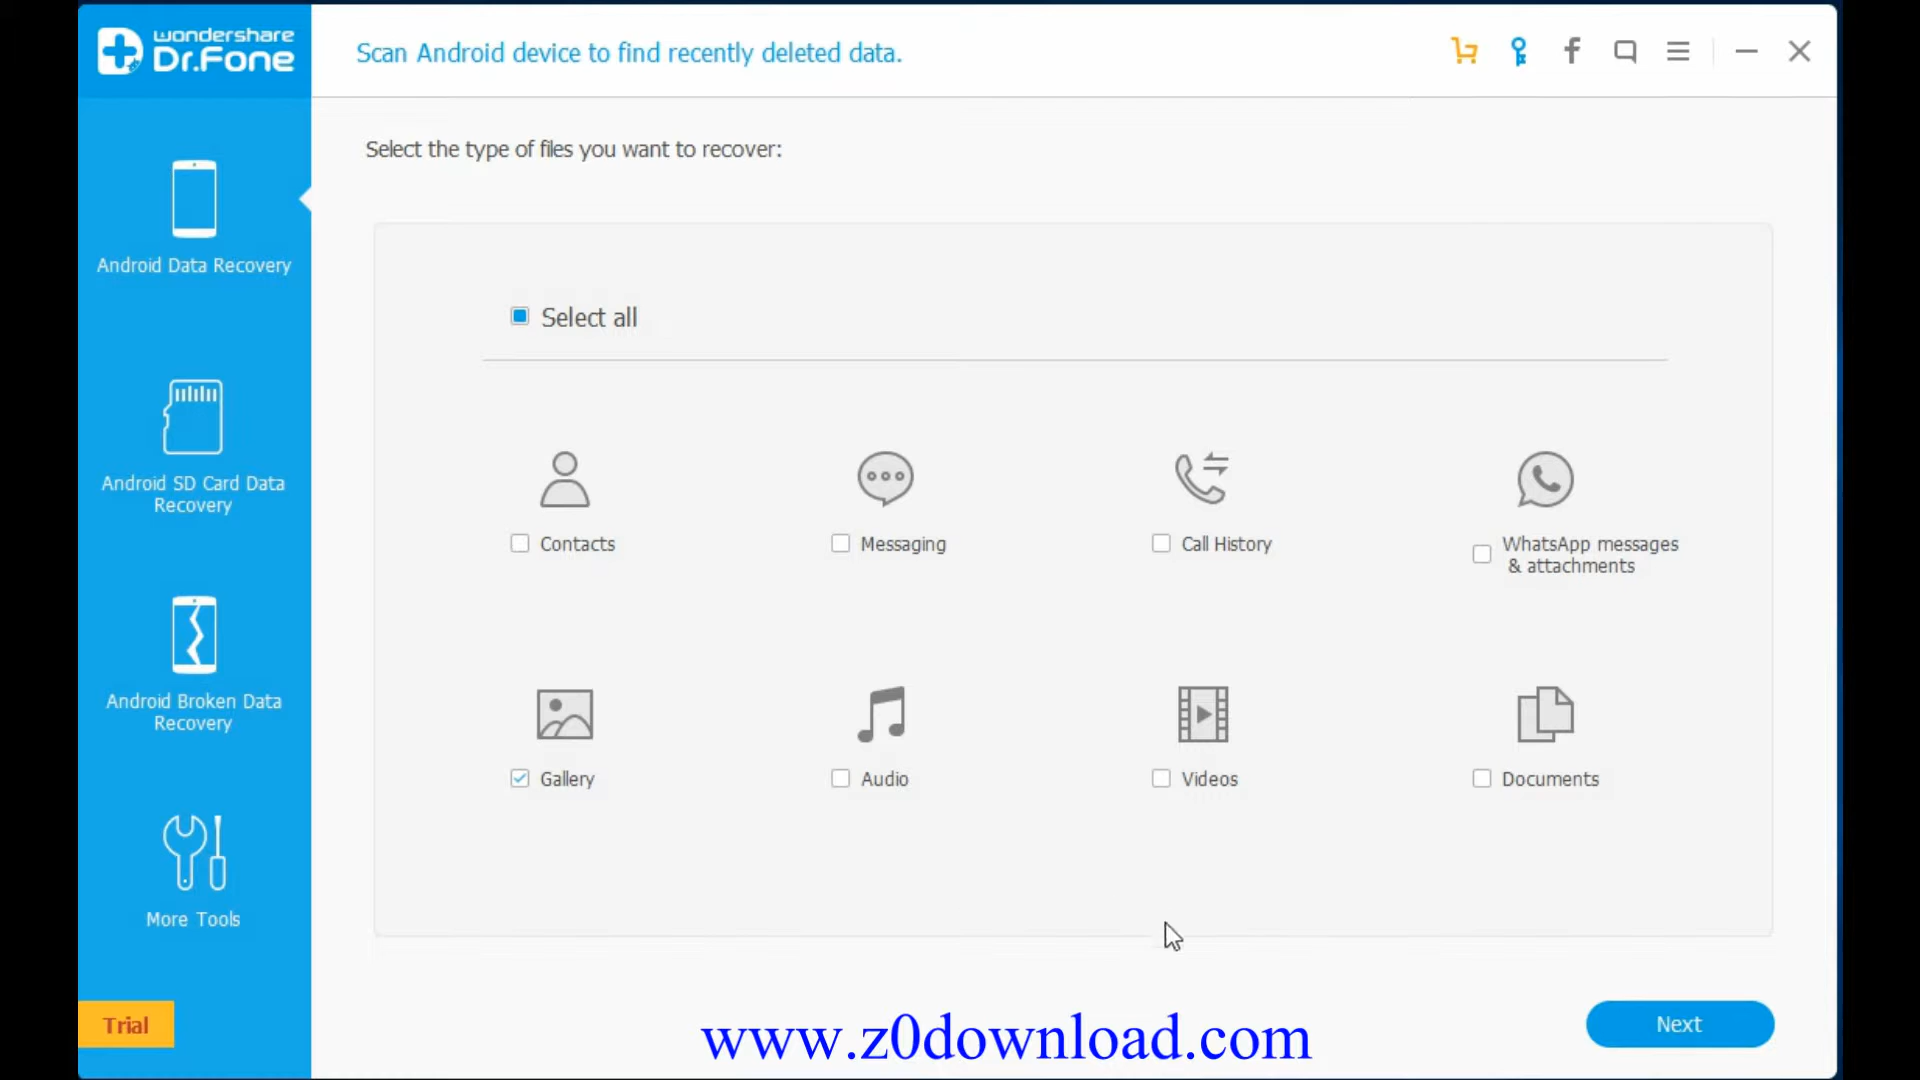 wondershare
Dr.Fone
Scan Android device to find recently deleted data.
Select the type of files you want to recover:
Android Data Recovery
Select all
Android SD Card Data
Recovery
Contacts
Messaging
Call History
WhatsApp messages
& attachments
Android Broken Data
Recovery
Gallery
Audio
Videos
Documents
More Tools
Trial
www.z0download.com
Next